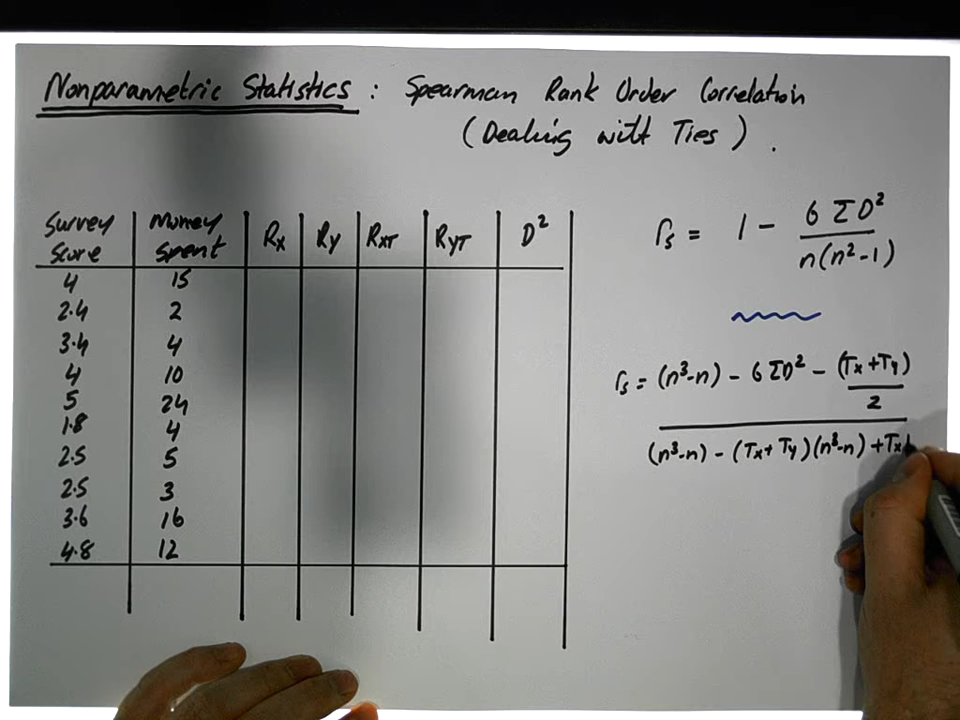 Nonparametric Statistics : Spearman Rank Order Correlation
(Dealing with Ties) .
Survey Score Money Spent Rx Ry RxT RyT D²
4 15
2.4 2
3.4 4
4 10
5 24
1.8 4
2.5 5
2.5 3
3.6 16
4.8 12
rs = 1 - 6 ΣD² / n(n²-1)
rs = (n³-n) - 6 ΣD² - (Tx+Ty) / 2
(n³-n) - (Tx+Ty)(n³-n) + Tx